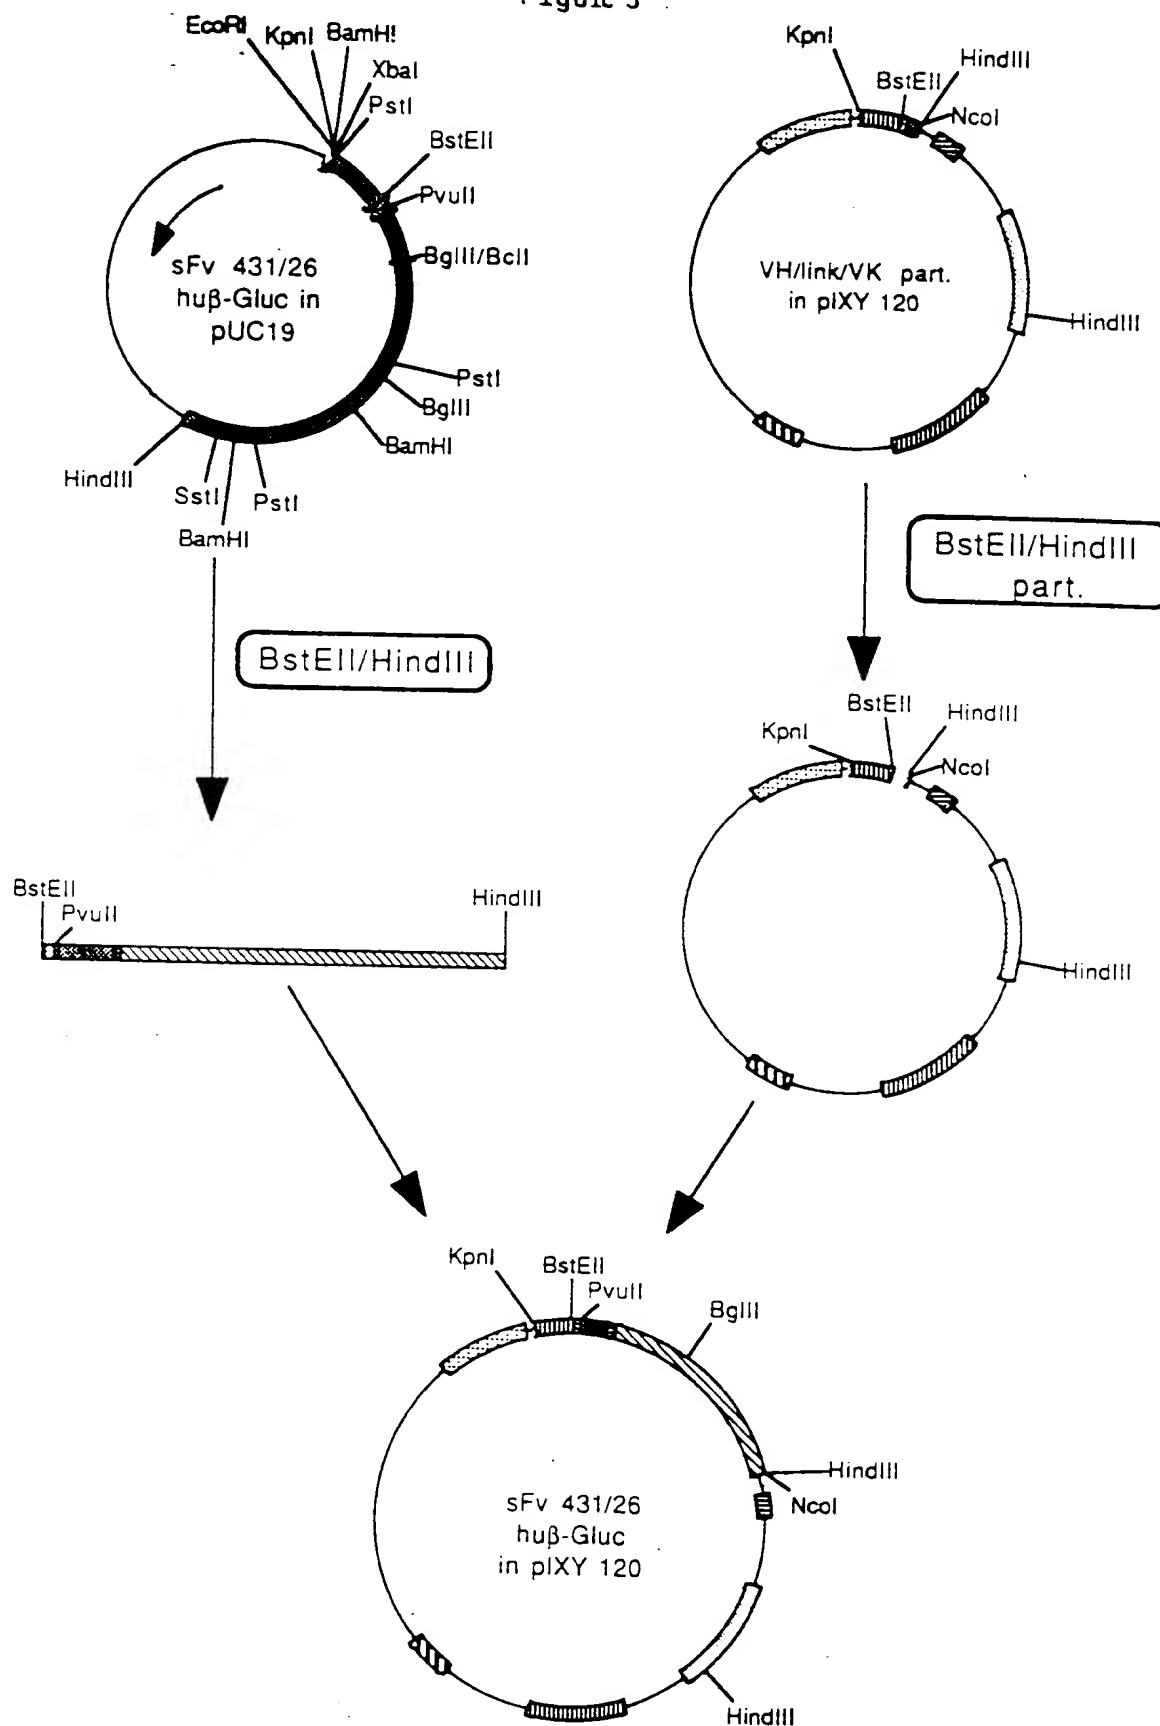 EcoRI
KpnI
BamHI
XbaI
PstI
BstEII
PvuII
BglII/BclI
PstI
BglII
BamHI
HindIII
SstI
PstI
BamHI
sFv 431/26
huβ-Gluc in
pUC19
KpnI
BstEII
HindIII
NcoI
HindIII
VH/link/VK part.
in pIXY 120
BstEII/HindIII
BstEII/HindIII
part.
BstEII
HindIII
KpnI
NcoI
HindIII
BstEII
PvuII
HindIII
KpnI
BstEII
PvuII
BglII
HindIII
NcoI
HindIII
sFv 431/26
huβ-Gluc
in pIXY 120